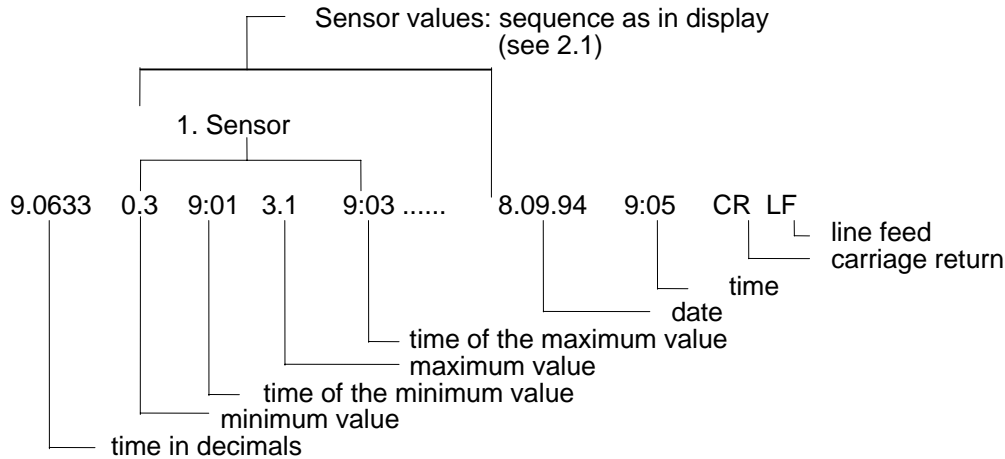 Sensor values: sequence as in display
(see 2.1)
1. Sensor
9.0633 0.3 9:01 3.1 9:03 ...... 8.09.94 9:05 CR LF
line feed
carriage return
time
date
time of the maximum value
maximum value
time of the minimum value
minimum value
time in decimals